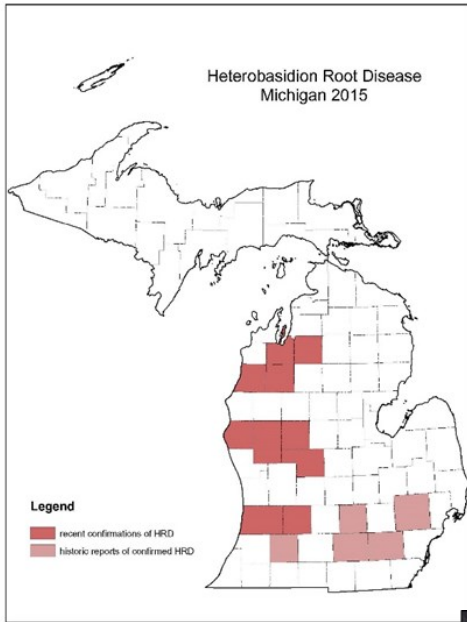 Heterobasidion Root Disease
Michigan 2015
Legend
recent confirmations of HRD
historic reports of confirmed HRD